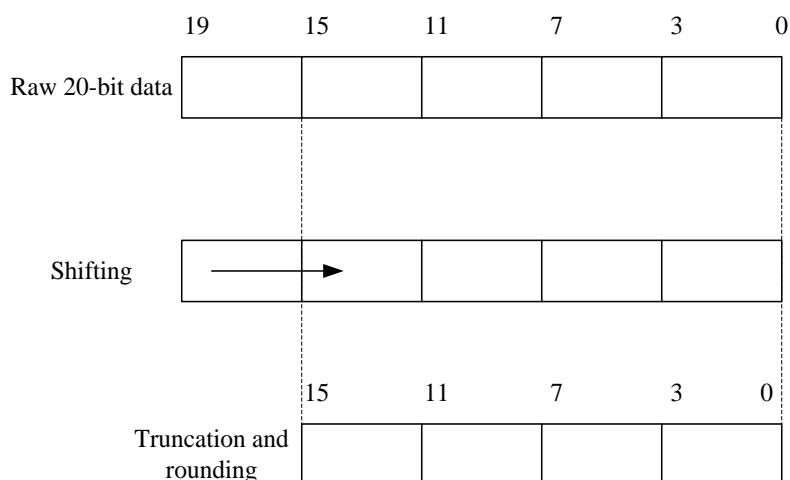 19 15 11 7 3 0
Raw 20-bit data
Shifting
15 11 7 3 0
Truncation and
rounding